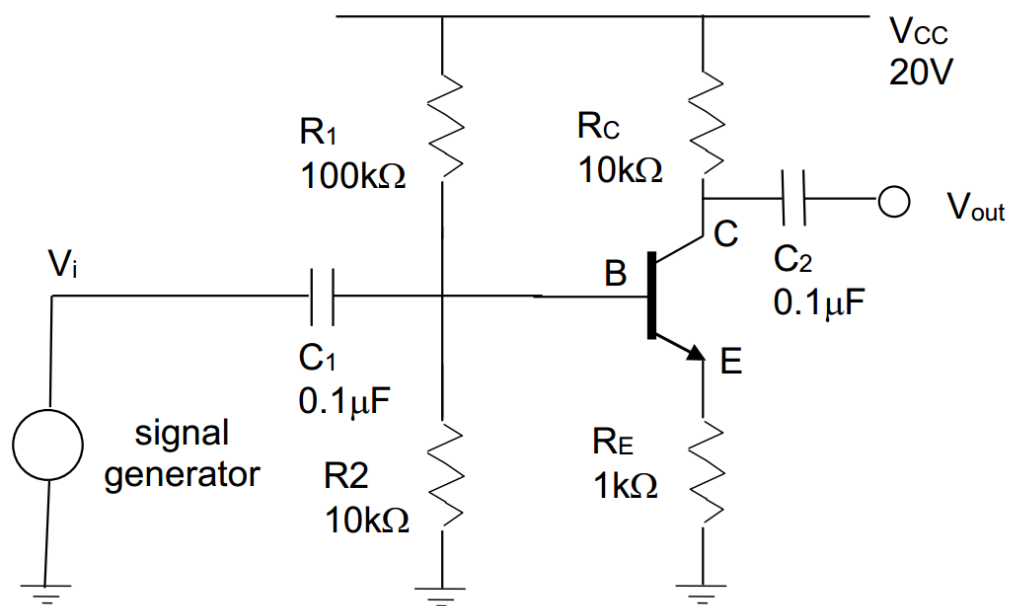 VCC
20V
R1
100kΩ
RC
10kΩ
Vout
C
C2
0.1μF
Vi
B
C1
0.1μF
E
signal
generator
R2
10kΩ
RE
1kΩ